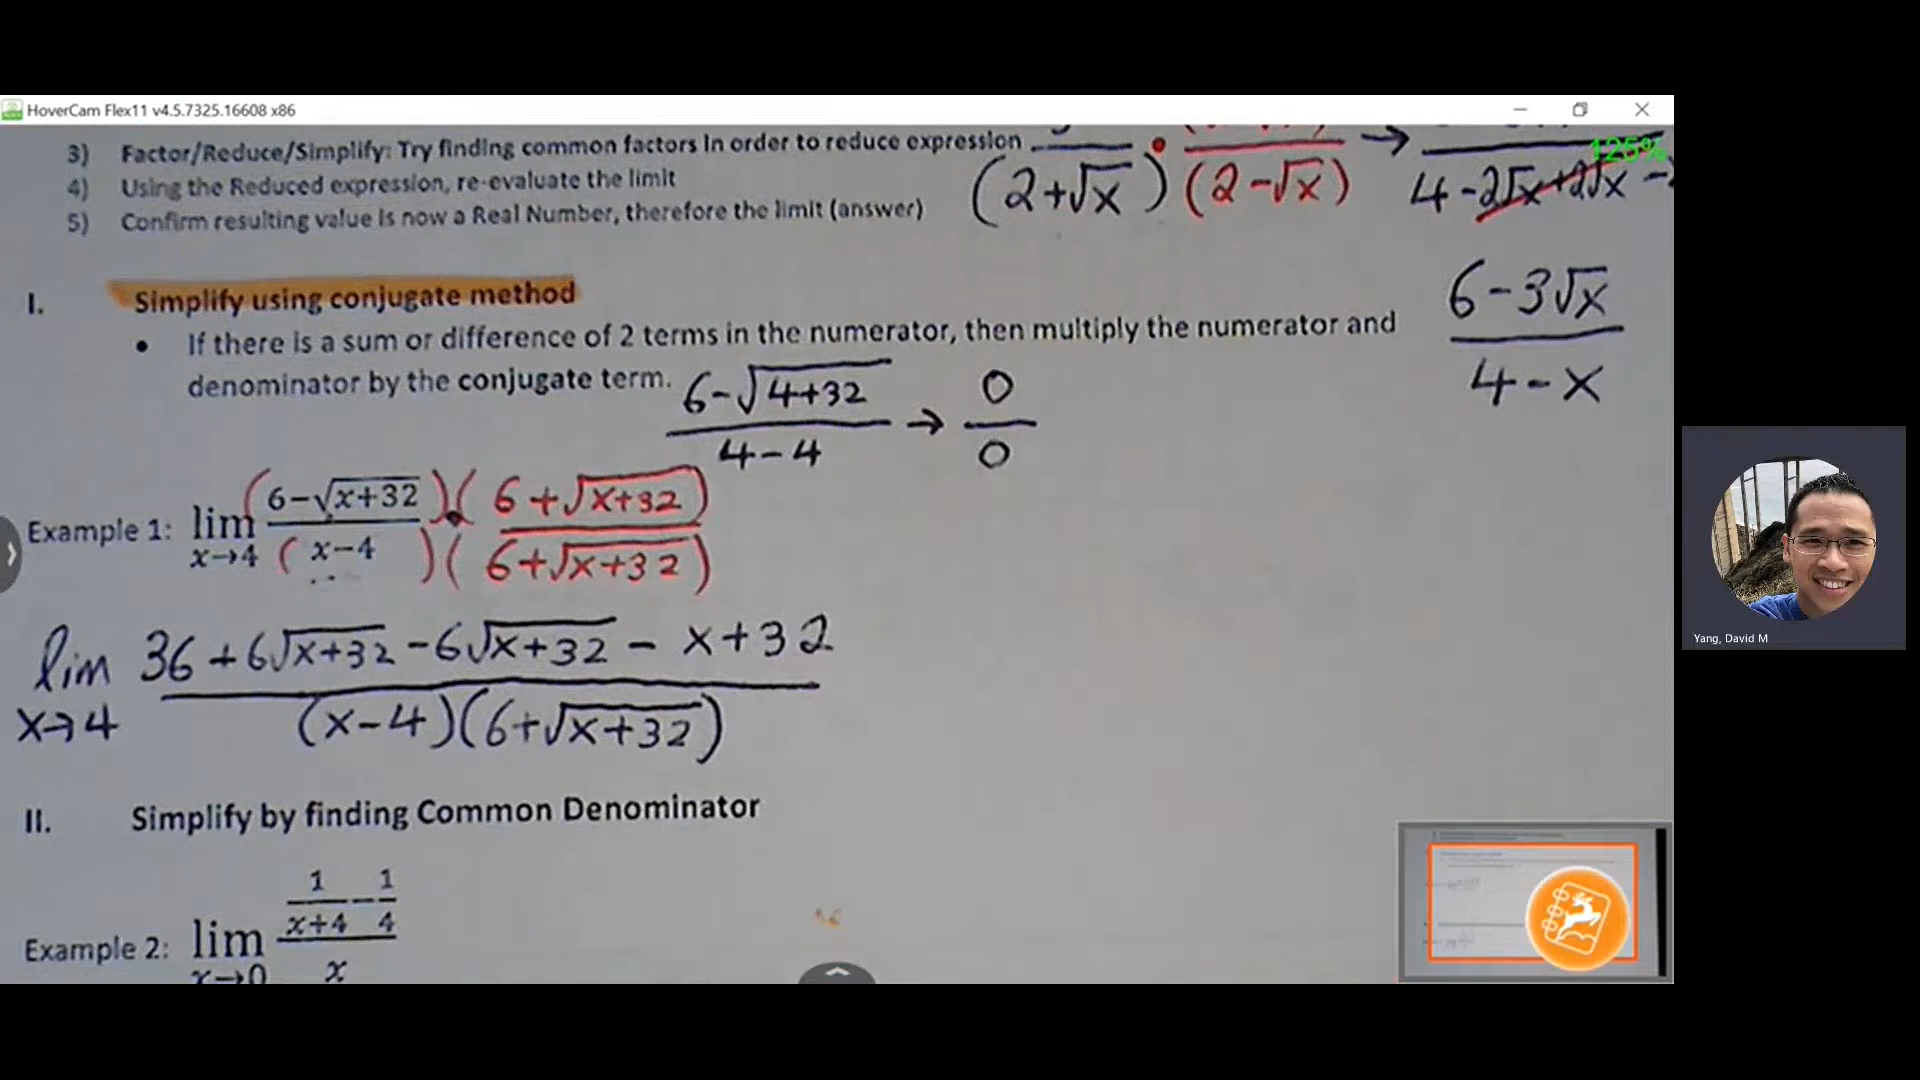 HoverCam Flex11 v4.5.7325.16608 x86
125%
3) Factor/Reduce/Simplify: Try finding common factors in order to reduce expression
(2+√x) (2-√x) → 4-2√x+2√x-
4) Using the Reduced expression, re-evaluate the limit
5) Confirm resulting value is now a Real Number, therefore the limit (answer)
I. Simplify using conjugate method
6-3√x
4-x
• If there is a sum or difference of 2 terms in the numerator, then multiply the numerator and
denominator by the conjugate term.
6-√4+32 → 0
4-4 0
(6-√x+32)·(6+√x+32)
Example 1: lim
x→4 (x-4)(6+√x+32)
lim 36+6√x+32-6√x+32-x+32
x→4 (x-4)(6+√x+32)
II. Simplify by finding Common Denominator
1 - 1
x+4 4
Example 2: lim
x→0 x
Yang, David M